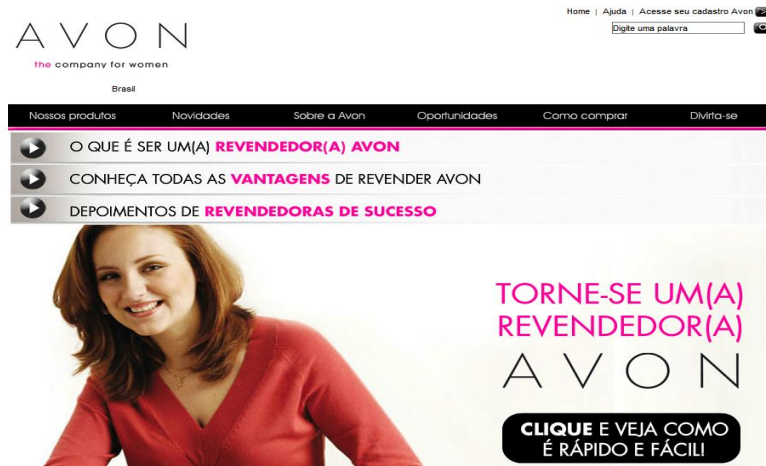 Home | Ajuda | Acesse seu cadastro Avon
Digite uma palavra
AVON
the company for women
Brasil
Nossos produtos Novidades Sobre a Avon Oportunidades Como comprar Divirta-se
O QUE É SER UM(A) REVENDEDOR(A) AVON
CONHEÇA TODAS AS VANTAGENS DE REVENDER AVON
DEPOIMENTOS DE REVENDEDORAS DE SUCESSO
TORNE-SE UM(A)
REVENDEDOR(A)
AVON
CLIQUE E VEJA COMO
É RÁPIDO E FÁCIL!